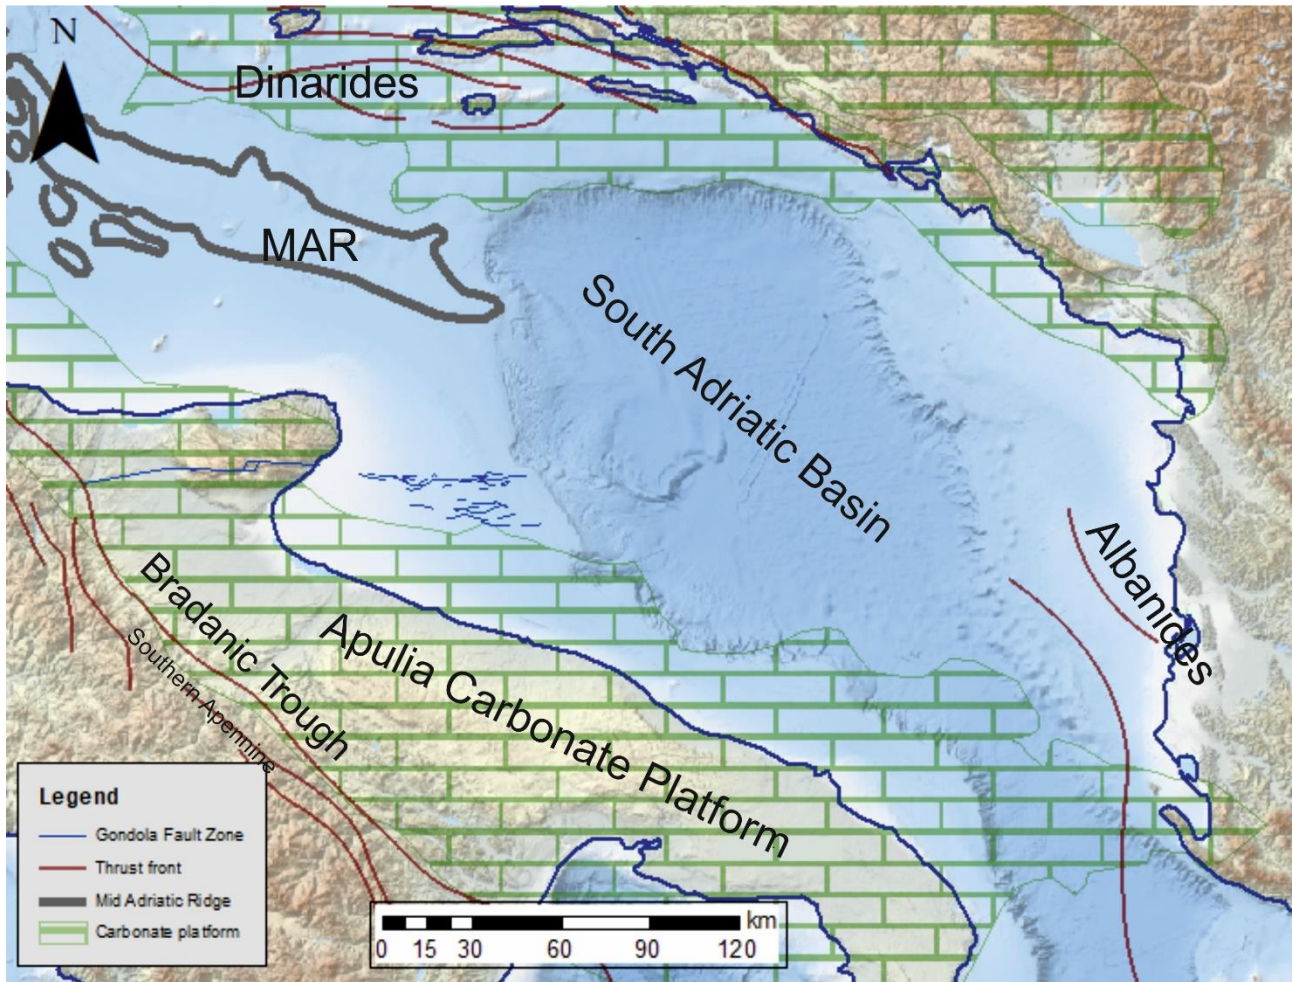 N
Dinarides
MAR
South Adriatic Basin
Albanides
Bradanic Trough
Southern Apennine
Apulia Carbonate Platform
Legend
Gondola Fault Zone
Thrust front
Mid Adriatic Ridge
Carbonate platform
km
0 15 30 60 90 120